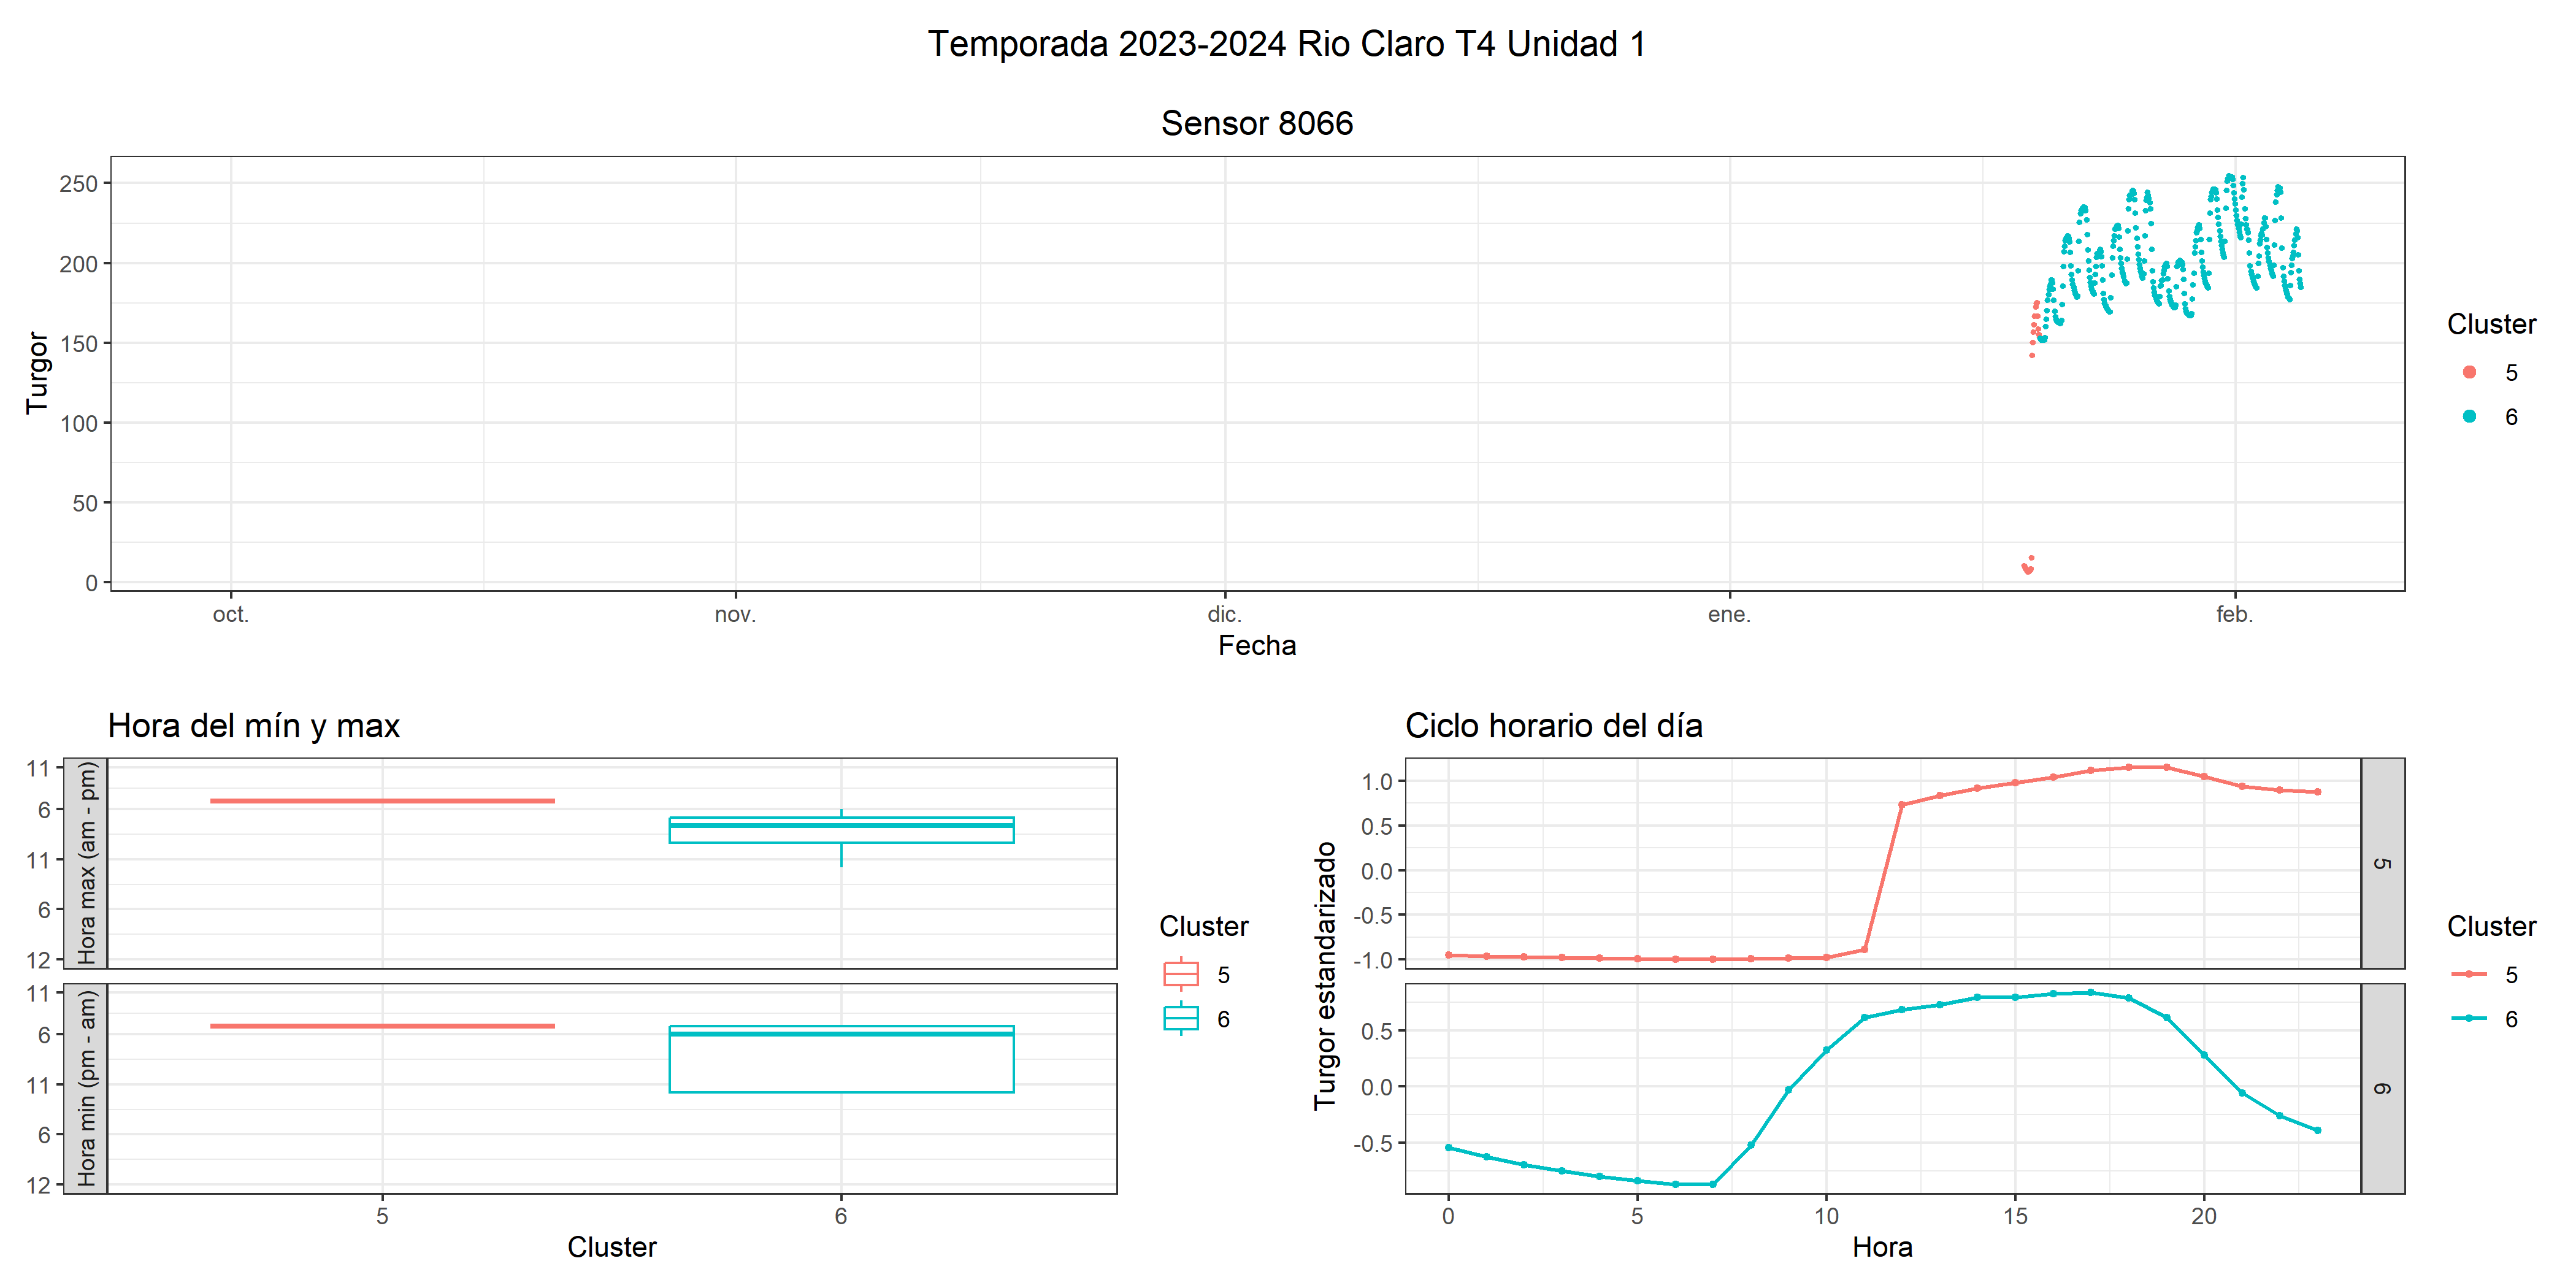 Temporada 2023-2024 Rio Claro T4 Unidad 1
Sensor 8066
Turgor
250
200
150
100
50
0
oct.
nov.
dic.
ene.
feb.
Fecha
Cluster
5
6
Hora del mín y max
Hora max (am - pm)
11
6
11
6
12
Hora min (pm - am)
11
6
11
6
12
5
6
Cluster
Cluster
5
6
Ciclo horario del día
Turgor estandarizado
1.0
0.5
0.0
-0.5
-1.0
5
0.5
0.0
-0.5
6
0
5
10
15
20
Hora
Cluster
5
6